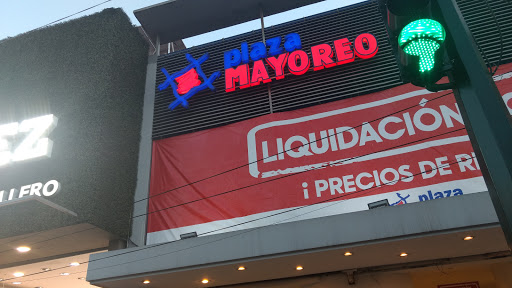 plaza
MAYOREO
EZ
LLERO
LIQUIDACIÓN
¡ PRECIOS DE
plaza